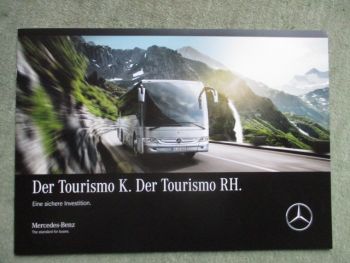 Der Tourismo K. Der Tourismo RH.
Eine sichere Investition.
Mercedes-Benz
The standard for buses.